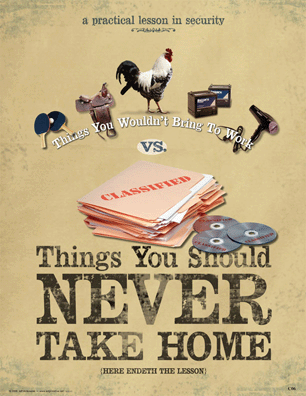 a practical lesson in security
Things You Wouldn't Bring To Work
VS.
CLASSIFIED
Things You Should
NEVER
TAKE HOME
(HERE ENDETH THE LESSON)